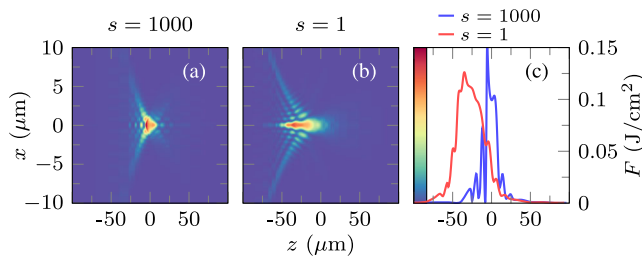 s = 1000
s = 1
s = 1000
s = 1
(a)
(b)
(c)
10
5
0
−5
−10
x (μm)
0.15
0.1
0.05
0
F (J/cm²)
-50 0 50
-50 0 50
-50 0 50
z (μm)